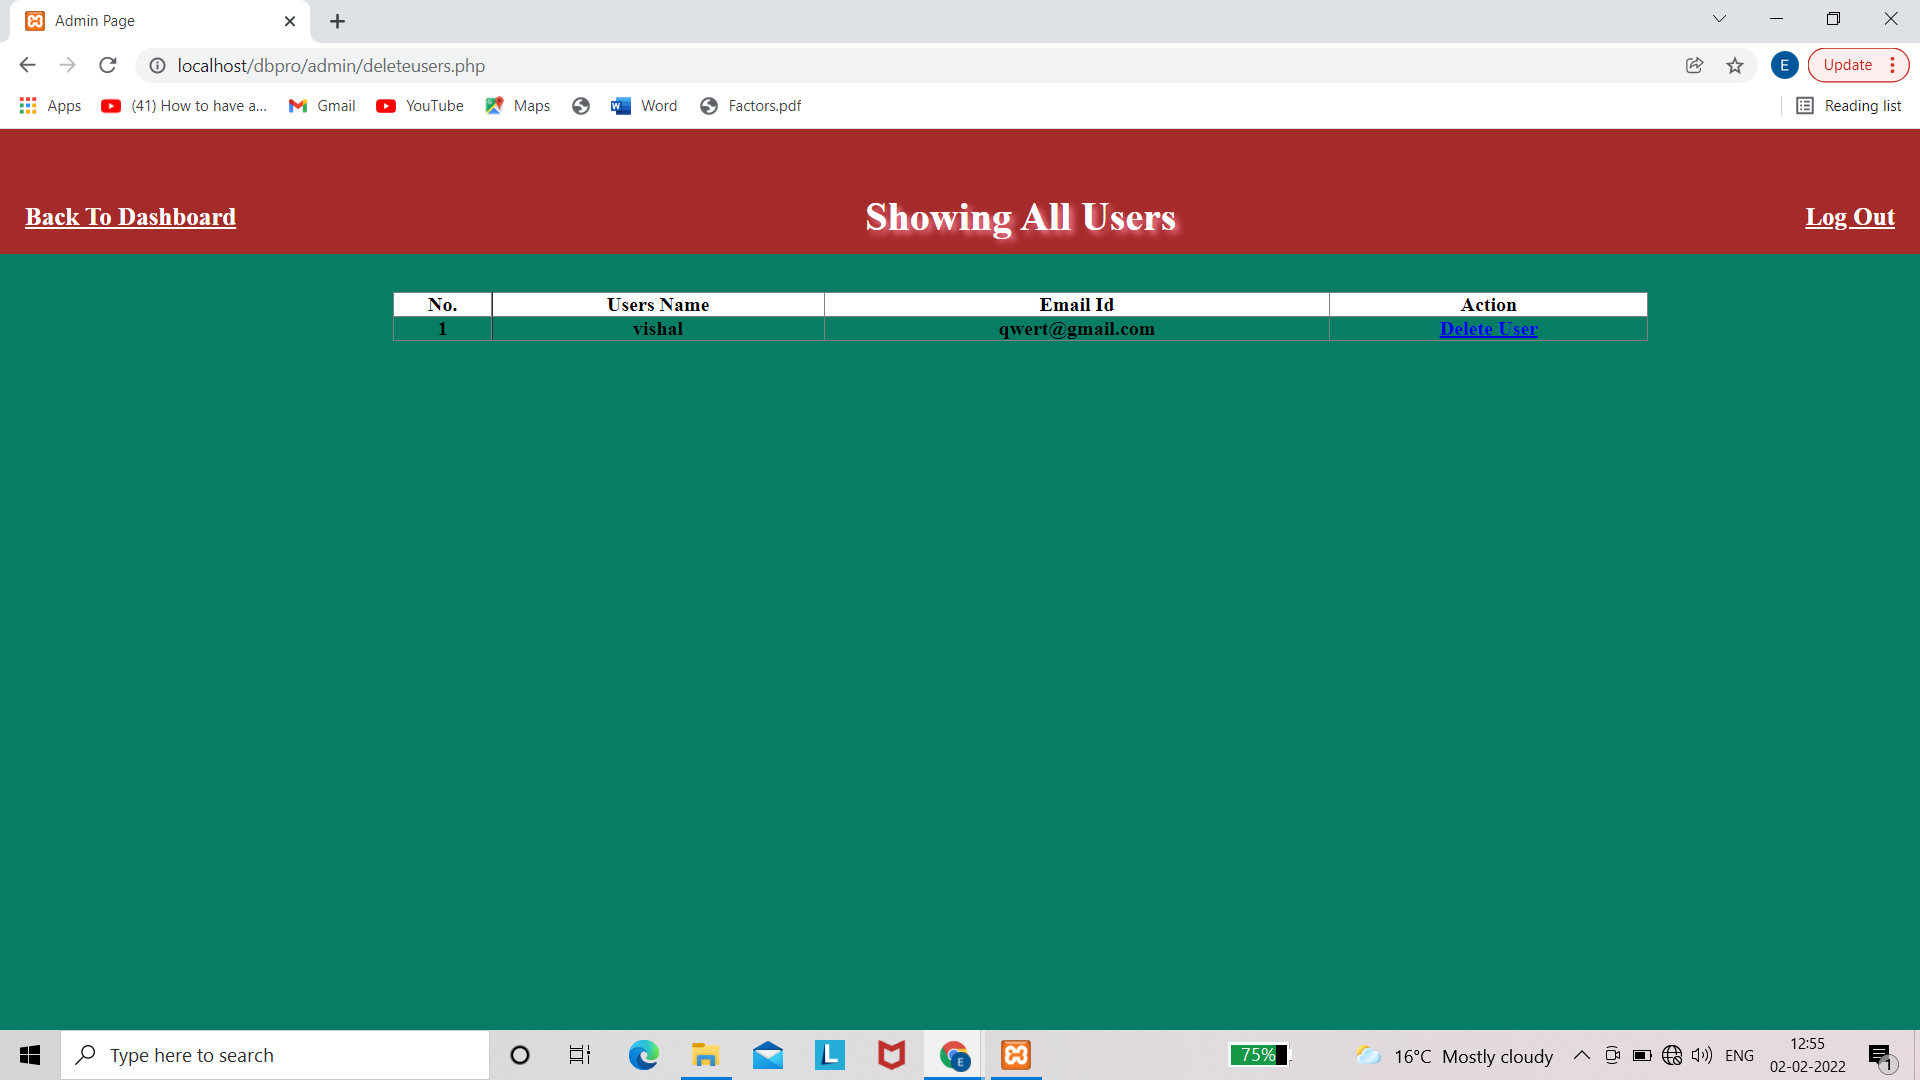 Admin Page
localhost/dbpro/admin/deleteusers.php
E
Update
Apps (41) How to have a... Gmail YouTube Maps Word Factors.pdf Reading list
Back To Dashboard Showing All Users Log Out
No. Users Name Email Id Action
1 vishal qwert@gmail.com Delete User
Type here to search
75%
16°C Mostly cloudy
ENG
12:55
02-02-2022
1